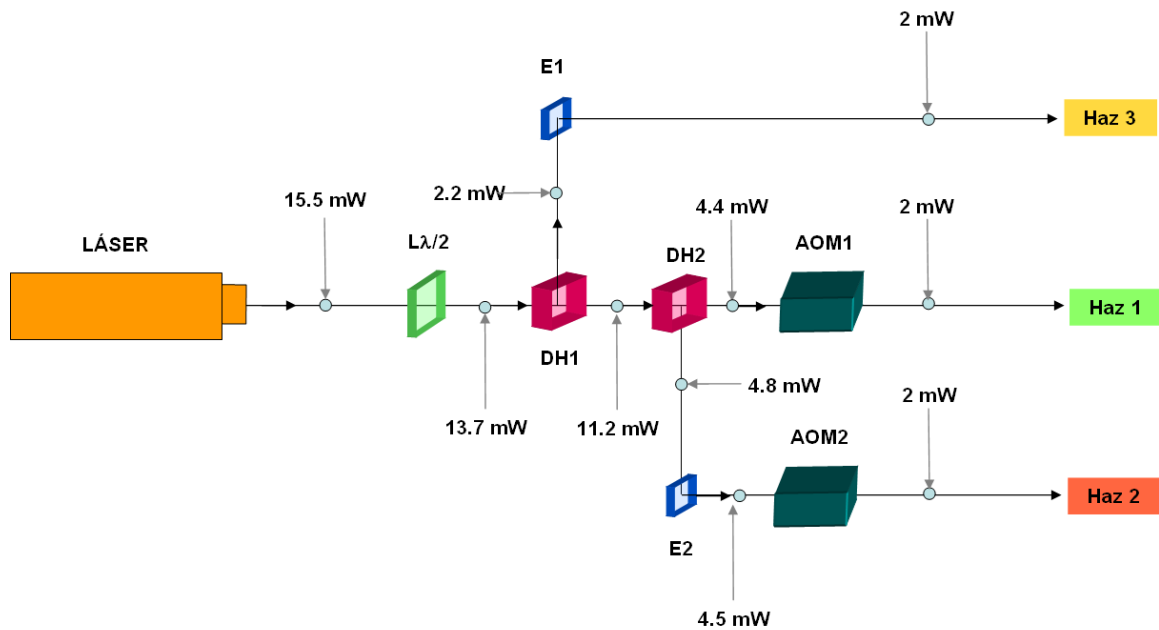 2 mW
E1
Haz 3
2.2 mW
15.5 mW
4.4 mW
2 mW
LÁSER
Lλ/2
DH2
AOM1
Haz 1
DH1
4.8 mW
13.7 mW
11.2 mW
2 mW
AOM2
Haz 2
E2
4.5 mW